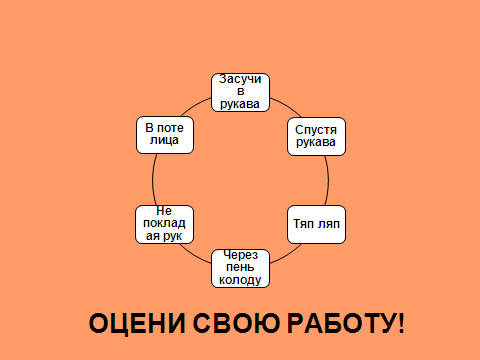 Засучи
в
рукава
Спустя
рукава
Тяп ляп
Через
пень
колоду
Не
поклад
ая рук
В поте
лица
ОЦЕНИ СВОЮ РАБОТУ!